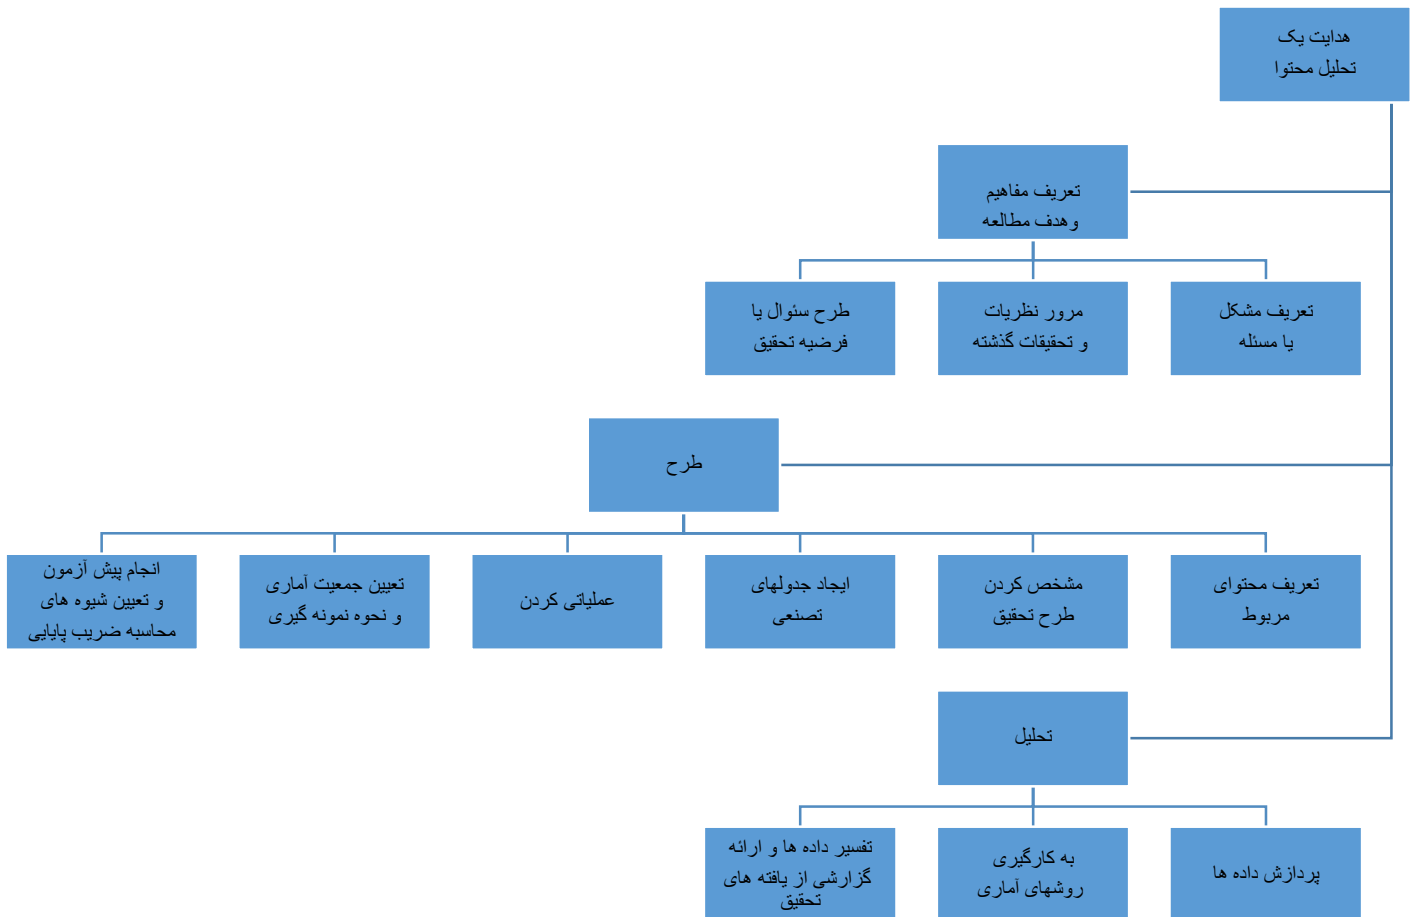 هدایت یک
تحلیل محتوا
تعریف مفاهیم
وهدف مطالعه
تعریف مشکل
یا مسئله
مرور نظریات
و تحقیقات گذشته
طرح سئوال یا
فرضیه تحقیق
طرح
تعریف محتوای
مربوط
مشخص کردن
طرح تحقیق
ایجاد جدولهای
تصنعی
عملیاتی کردن
تعیین جمعیت آماری
و نحوه نمونه گیری
انجام پیش آزمون
و تعیین شیوه های
محاسبه ضریب پایایی
تحلیل
پردازش داده ها
به کارگیری
روشهای آماری
تفسیر داده ها و ارائه
گزارشی از یافته های
تحقیق